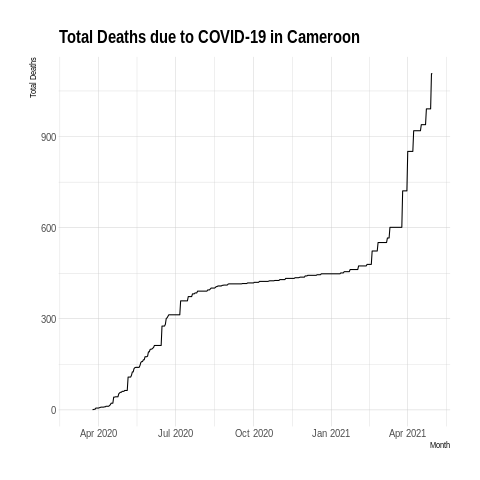 Total Deaths due to COVID-19 in Cameroon
Total Deaths
900
600
300
0
Apr 2020 Jul 2020 Oct 2020 Jan 2021 Apr 2021
Month